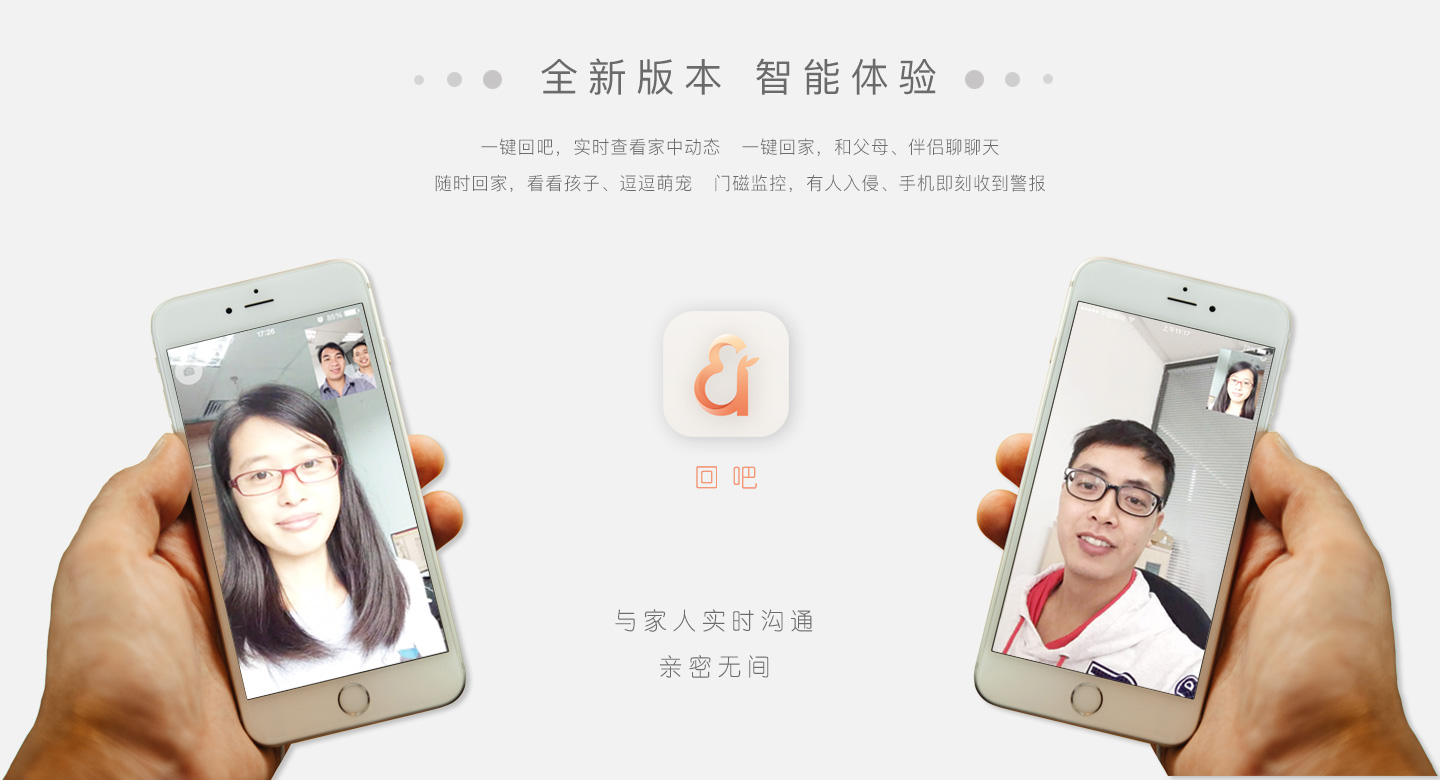 全新版本 智能体验
一键回吧，实时查看家中动态 一键回家，和父母、伴侣聊聊天
随时回家，看看孩子、逗逗萌宠 门磁监控，有人入侵、手机即刻收到警报
17:26
85%
回吧
与家人实时沟通
亲密无间